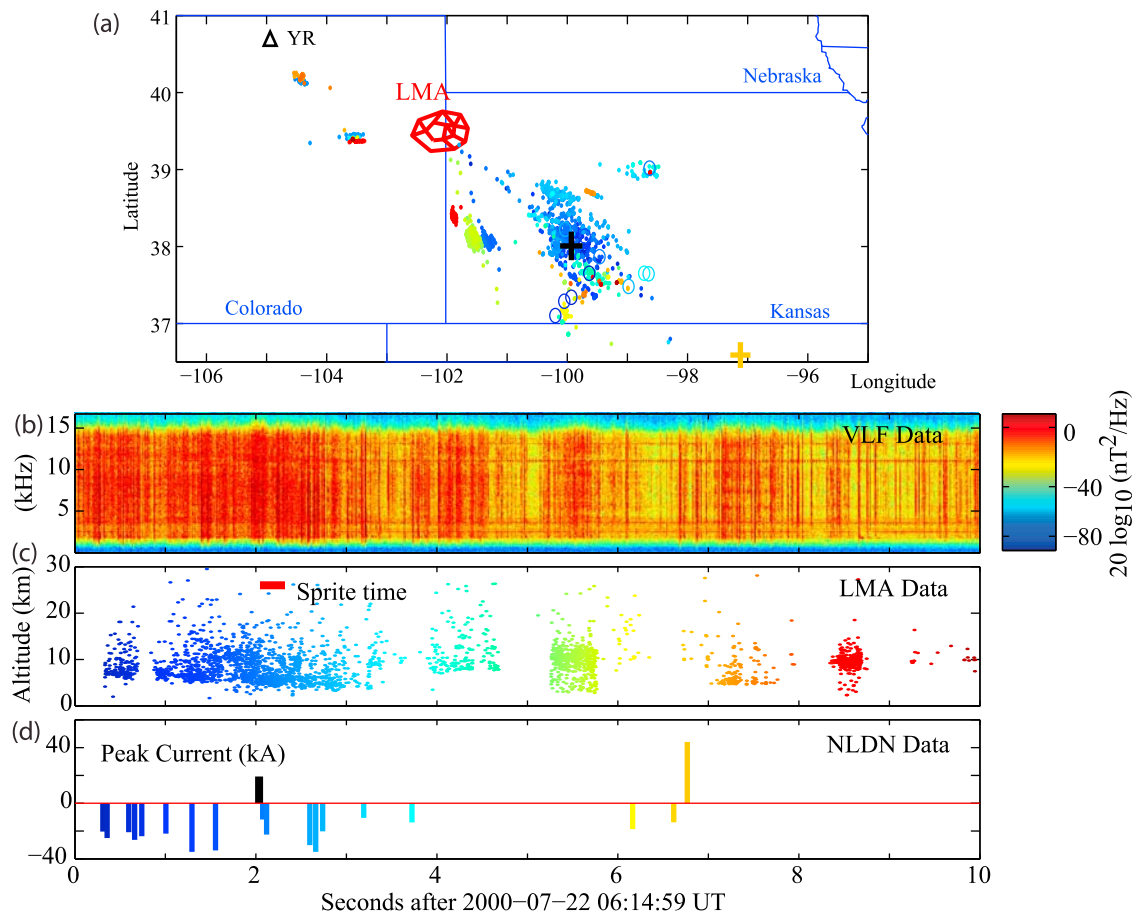 (a)
41
40
39
38
37
Latitude
YR
LMA
Nebraska
Colorado
Kansas
−106
−104
−102
−100
−98
−96
Longitude
(b)
15
10
5
(kHz)
VLF Data
0
−40
−80
20 log10 (nT2/Hz)
(c)
30
20
10
0
Altitude (km)
Sprite time
LMA Data
(d)
40
0
−40
Peak Current (kA)
NLDN Data
0
2
4
6
8
10
Seconds after 2000−07−22 06:14:59 UT